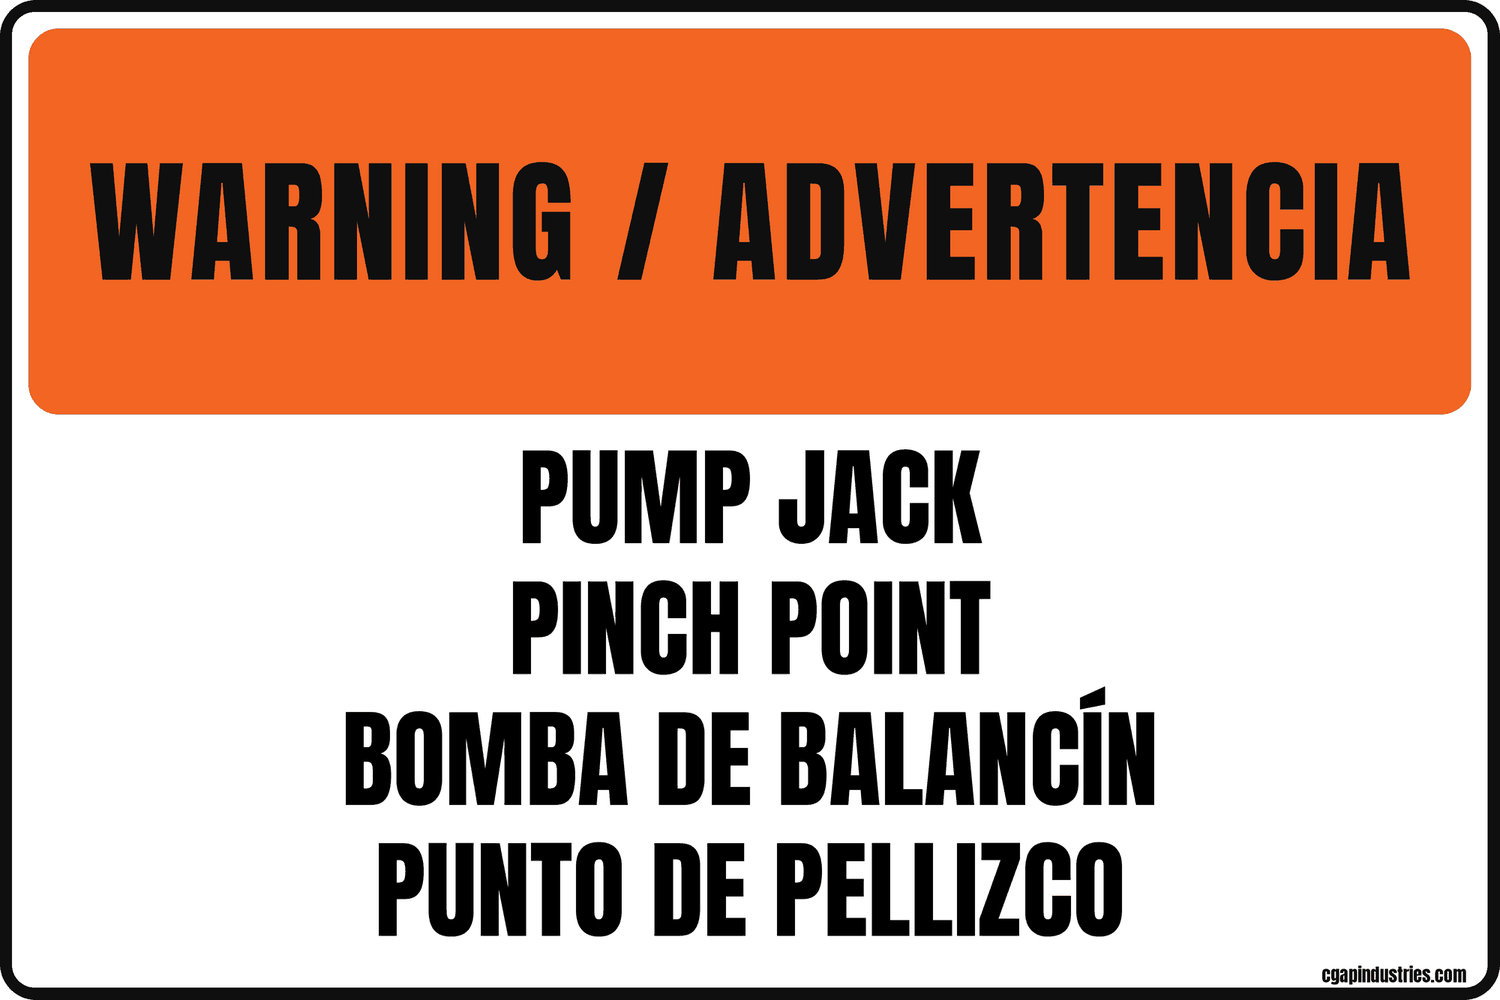 WARNING / ADVERTENCIA
PUMP JACK
PINCH POINT
BOMBA DE BALANCÍN
PUNTO DE PELLIZCO
cgapindustries.com